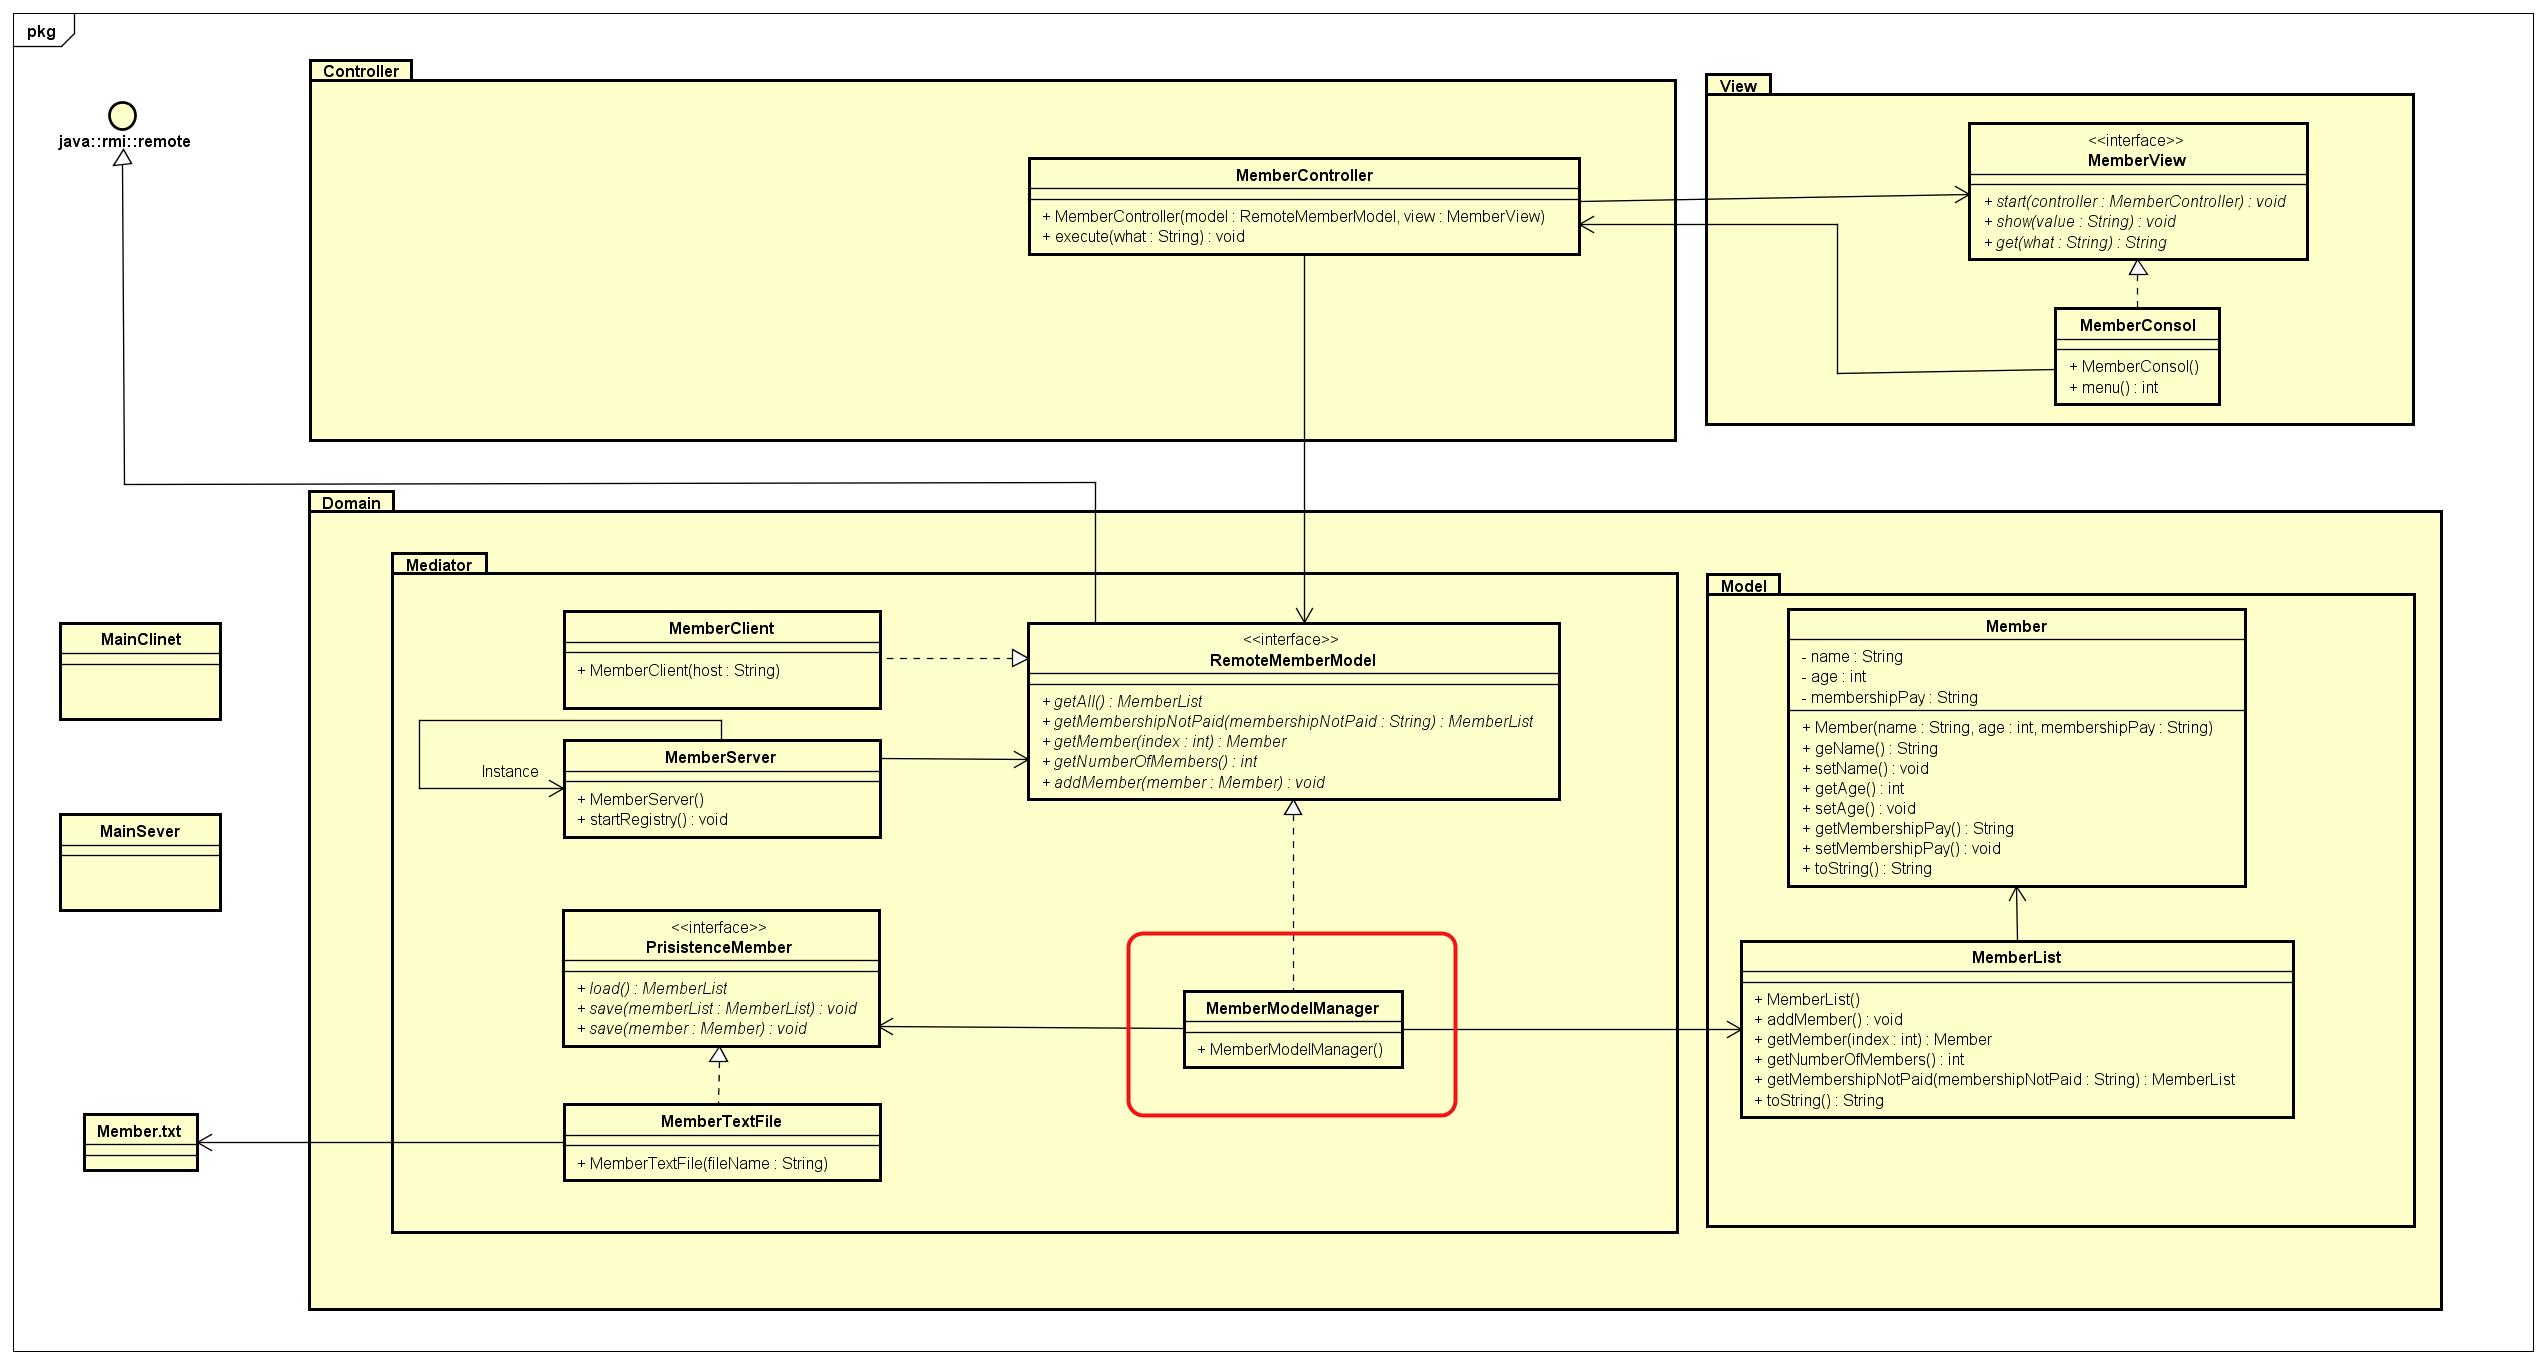 pkg
java::rmi::remote
Controller
MemberController
+ MemberController(model : RemoteMemberModel, view : MemberView)
+ execute(what : String) : void
View
<<interface>>
MemberView
+ start(controller : MemberController) : void
+ show(value : String) : void
+ get(what : String) : String
MemberConsol
+ MemberConsol()
+ menu() : int
Domain
Mediator
MemberClient
+ MemberClient(host : String)
MemberServer
+ MemberServer()
+ startRegistry() : void
Instance
<<interface>>
RemoteMemberModel
+ getAll() : MemberList
+ getMembershipNotPaid(membershipNotPaid : String) : MemberList
+ getMember(index : int) : Member
+ getNumberOfMembers() : int
+ addMember(member : Member) : void
<<interface>>
PrisistenceMember
+ load() : MemberList
+ save(memberList : MemberList) : void
+ save(member : Member) : void
MemberModelManager
+ MemberModelManager()
MemberTextFile
+ MemberTextFile(fileName : String)
Model
Member
- name : String
- age : int
- membershipPay : String
+ Member(name : String, age : int, membershipPay : String)
+ geName() : String
+ setName() : void
+ getAge() : int
+ setAge() : void
+ getMembershipPay() : String
+ setMembershipPay() : void
+ toString() : String
MemberList
+ MemberList()
+ addMember() : void
+ getMember(index : int) : Member
+ getNumberOfMembers() : int
+ getMembershipNotPaid(membershipNotPaid : String) : MemberList
+ toString() : String
MainClinet
MainSever
Member.txt